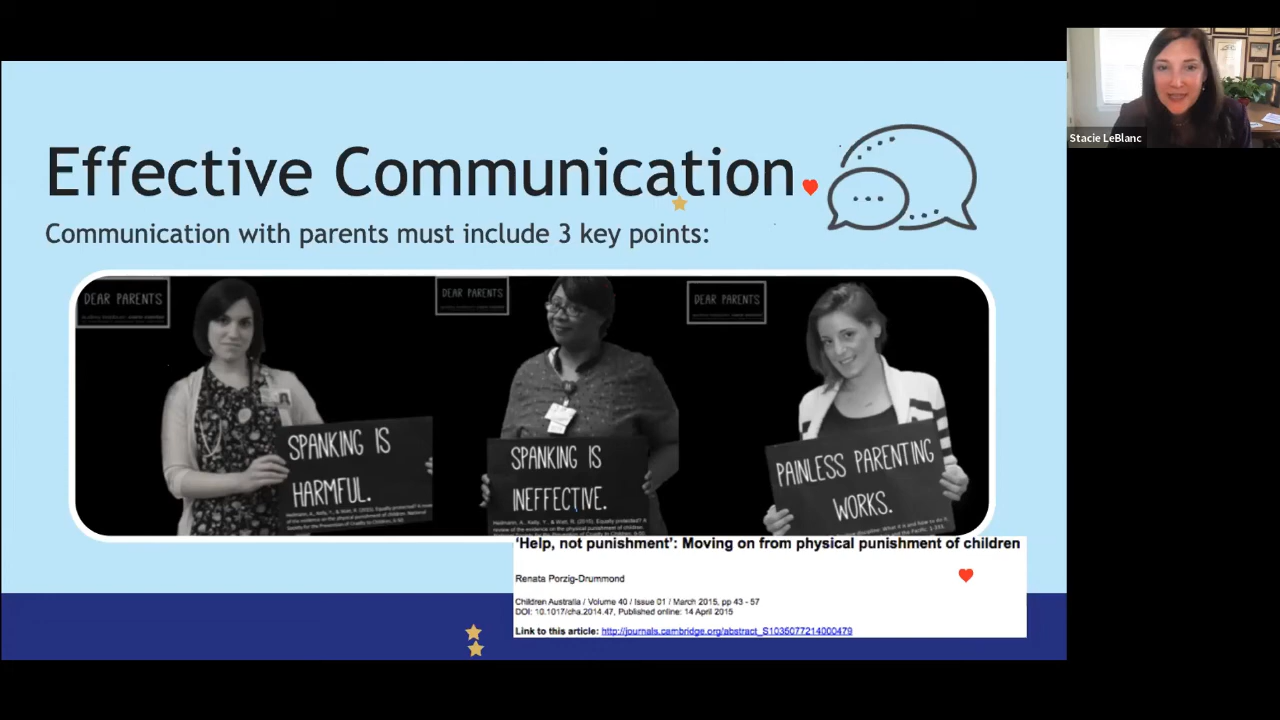 Stacie LeBlanc
Effective Communication
Communication with parents must include 3 key points:
DEAR PARENTS
DEAR PARENTS
DEAR PARENTS
SPANKING IS
HARMFUL.
SPANKING IS
INEFFECTIVE.
PAINLESS PARENTING
WORKS.
'Help, not punishment': Moving on from physical punishment of children
Renata Porzig-Drummond
Children Australia / Volume 40 / Issue 01 / March 2015, pp 43 - 57
DOI: 10.1017/cha.2014.47, Published online: 14 April 2015
Link to this article: http://journals.cambridge.org/abstract_S1035077214000479